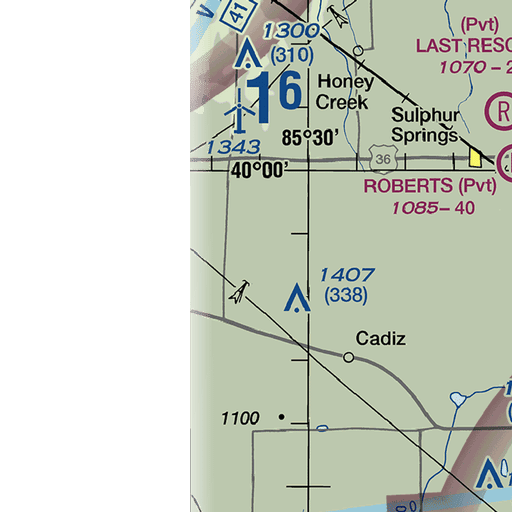 V
41
1300
(310)
(Pvt)
LAST RESO
1070 - 2
16
Honey
Creek
R
Sulphur
Springs
1343
85°30'
36
40°00'
ROBERTS (Pvt)
1085 - 40
1407
(338)
Cadiz
1100